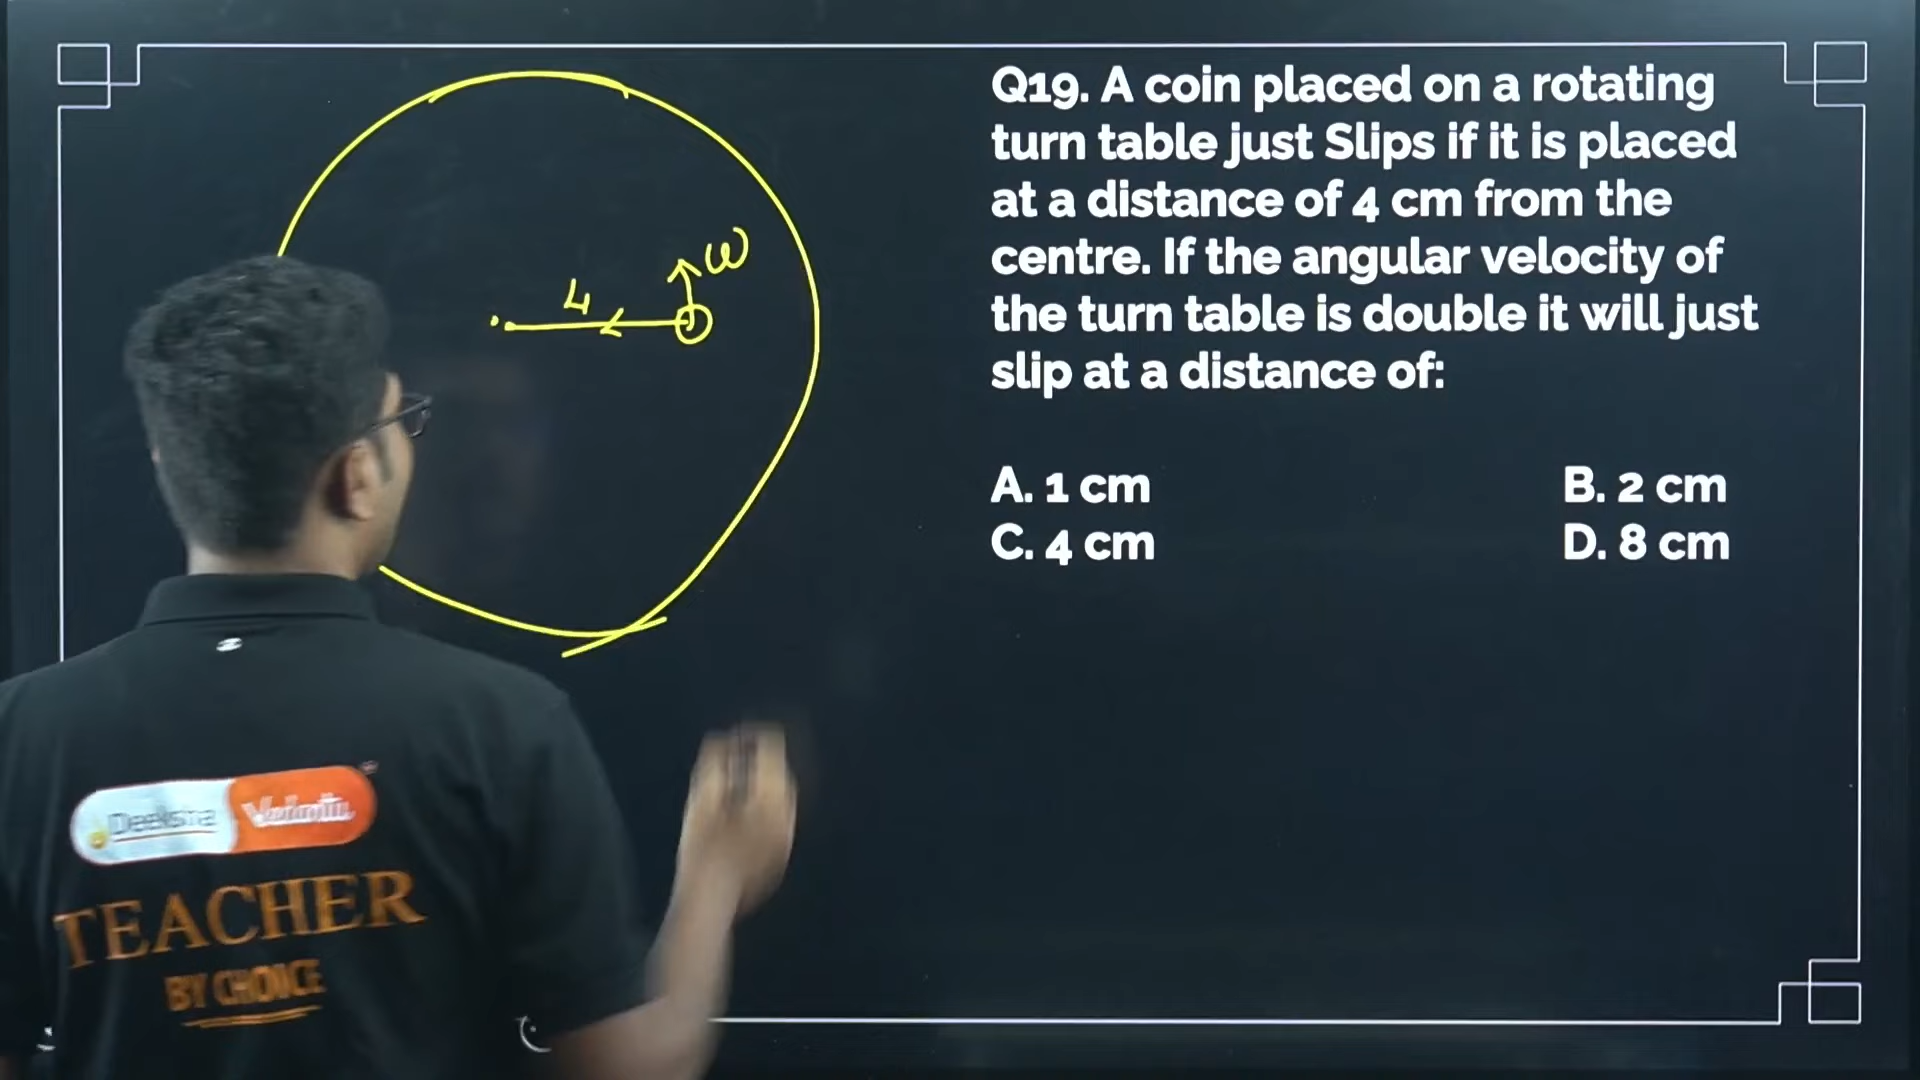 Q19. A coin placed on a rotating
turn table just Slips if it is placed
at a distance of 4 cm from the
centre. If the angular velocity of
the turn table is double it will just
slip at a distance of:
A. 1 cm
B. 2 cm
C. 4 cm
D. 8 cm
4
ω
Deeksha Vedantu
TEACHER
BY CHOICE